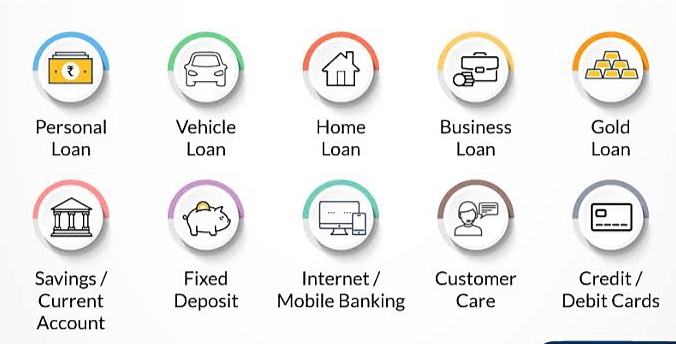 ₹
Personal
Loan
Vehicle
Loan
Home
Loan
Business
Loan
Gold
Loan
Savings /
Current
Account
Fixed
Deposit
Internet /
Mobile Banking
Customer
Care
Credit /
Debit Cards